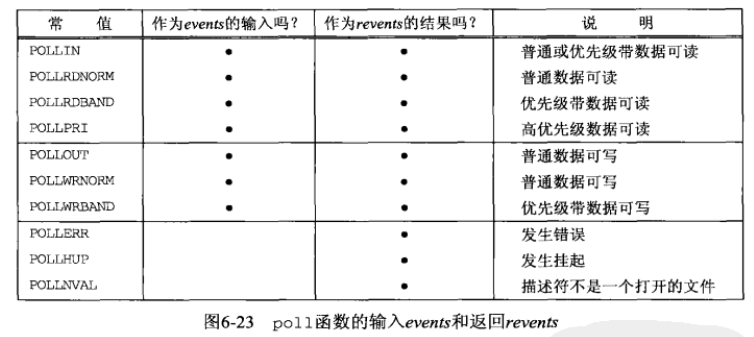 常 值 作为events的输入吗? 作为revents的结果吗? 说 明
POLLIN • • 普通或优先级带数据可读
POLLRDNORM • • 普通数据可读
POLLRDBAND • • 优先级带数据可读
POLLPRI • • 高优先级数据可读
POLLOUT • • 普通数据可写
POLLWRNORM • • 普通数据可写
POLLWRBAND • • 优先级带数据可写
POLLERR • 发生错误
POLLHUP • 发生挂起
POLLNVAL • 描述符不是一个打开的文件
图6-23 poll函数的输入events和返回revents